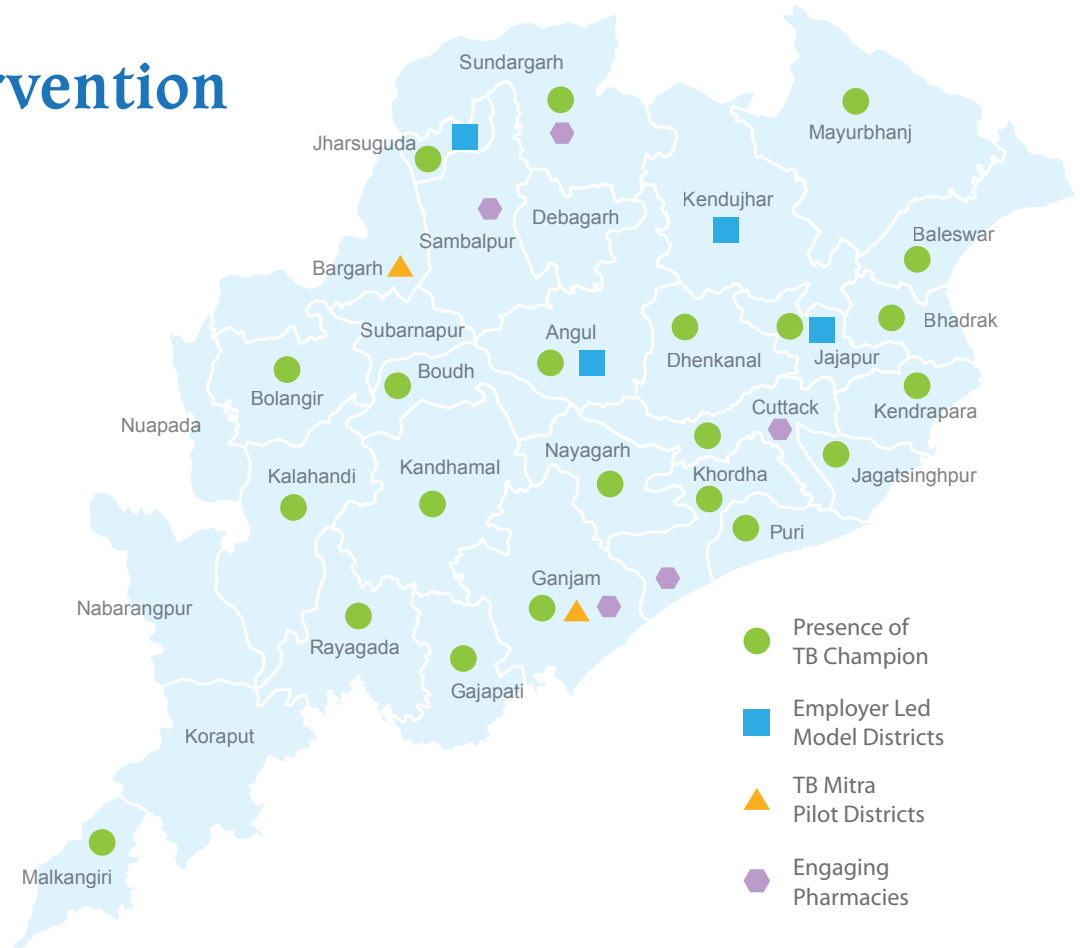 rvention
Sundargarh
Mayurbhanj
Jharsuguda
Kendujhar
Debagarh
Baleswar
Sambalpur
Bargarh
Subarnapur
Angul
Bhadrak
Dhenkanal
Jajapur
Boudh
Bolangir
Cuttack
Kendrapara
Nuapada
Nayagarh
Kalahandi
Kandhamal
Khordha
Jagatsinghpur
Puri
Ganjam
Nabarangpur
Rayagada
Gajapati
Koraput
Malkangiri
Presence of
TB Champion
Employer Led
Model Districts
TB Mitra
Pilot Districts
Engaging
Pharmacies